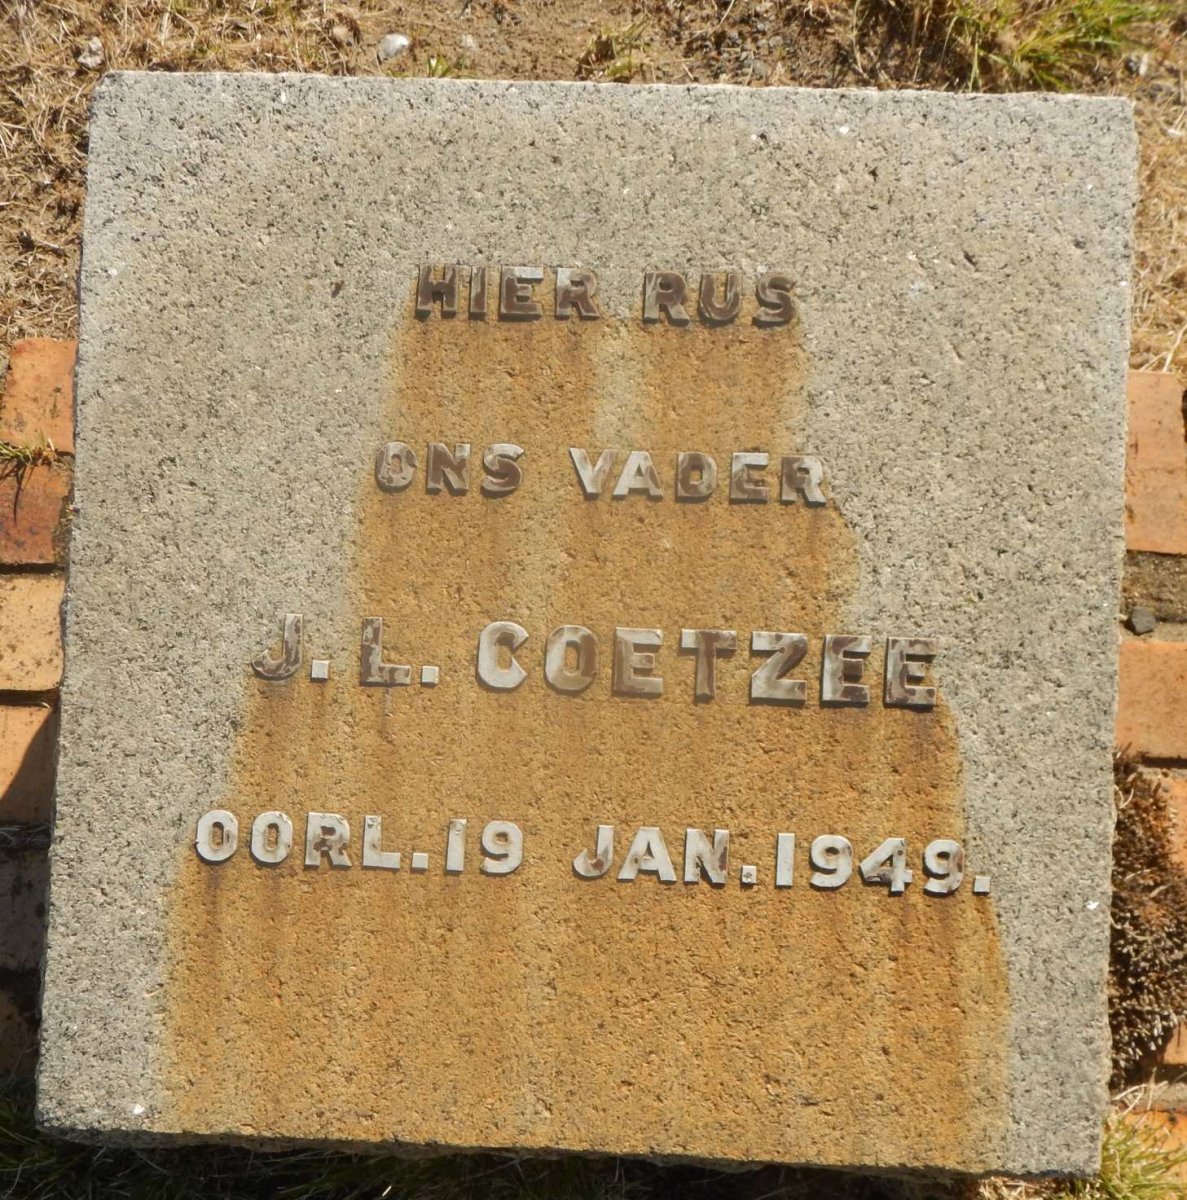 HIER RUS
ONS VADER
J.L. COETZEE
OORL.19 JAN.1949.